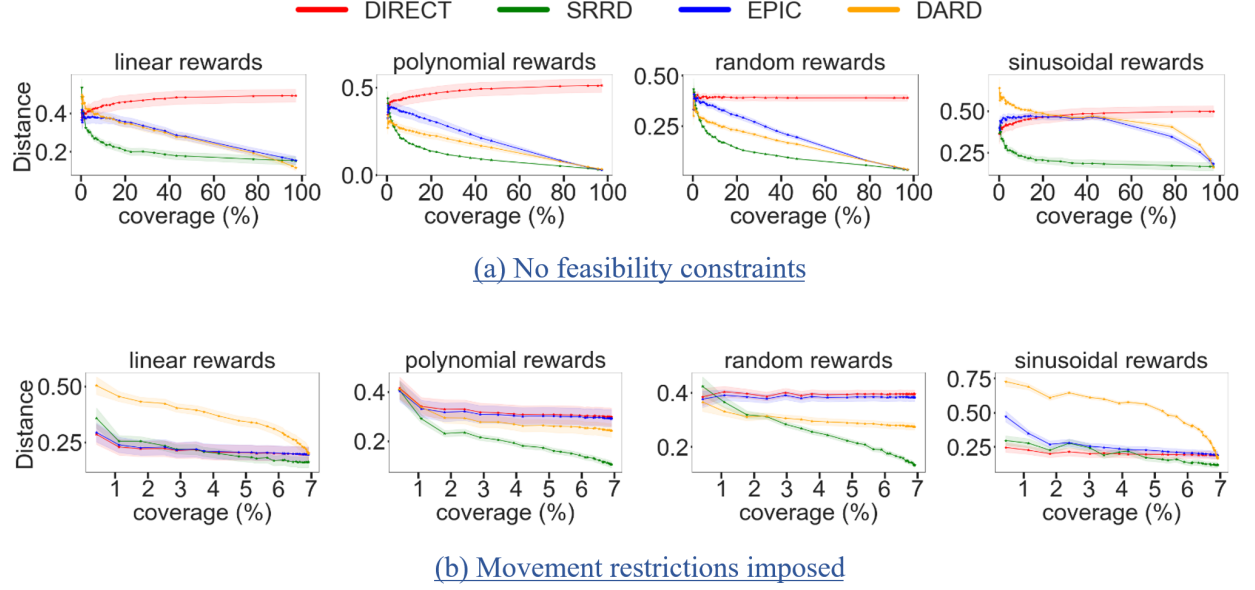 DIRECT SRRD EPIC DARD
linear rewards polynomial rewards random rewards sinusoidal rewards
Distance
0.4 0.2
0.5 0.0
0.50 0.25
0.50 0.25
0 20 40 60 80 100 0 20 40 60 80 100 0 20 40 60 80 100 0 20 40 60 80 100
coverage (%) coverage (%) coverage (%) coverage (%)
(a) No feasibility constraints
linear rewards polynomial rewards random rewards sinusoidal rewards
Distance
0.50 0.25
0.4 0.2
0.4 0.2
0.75 0.50 0.25
1 2 3 4 5 6 7 1 2 3 4 5 6 7 1 2 3 4 5 6 7 1 2 3 4 5 6 7
coverage (%) coverage (%) coverage (%) coverage (%)
(b) Movement restrictions imposed